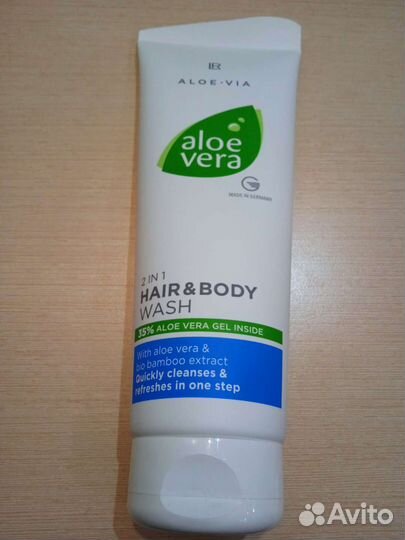 LR
ALOE•VIA
aloe
vera
MADE IN GERMANY
2 IN 1
HAIR&BODY
WASH
35% ALOE VERA GEL INSIDE
With aloe vera &
bio bamboo extract
Quickly cleanses &
refreshes in one step
Avito